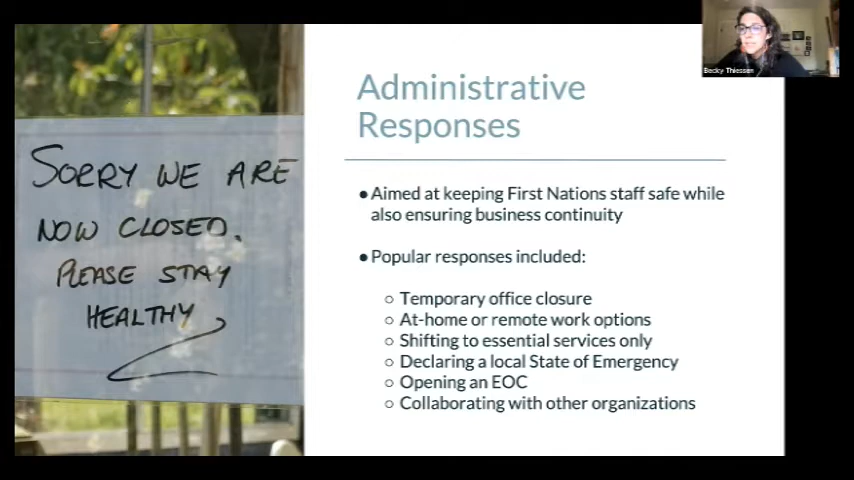 SORRY WE ARE
NOW CLOSED.
PLEASE STAY
HEALTHY
Administrative
Responses
●Aimed at keeping First Nations staff safe while
also ensuring business continuity
●Popular responses included:
○ Temporary office closure
○ At-home or remote work options
○ Shifting to essential services only
○ Declaring a local State of Emergency
○ Opening an EOC
○ Collaborating with other organizations
Becky Thiessen